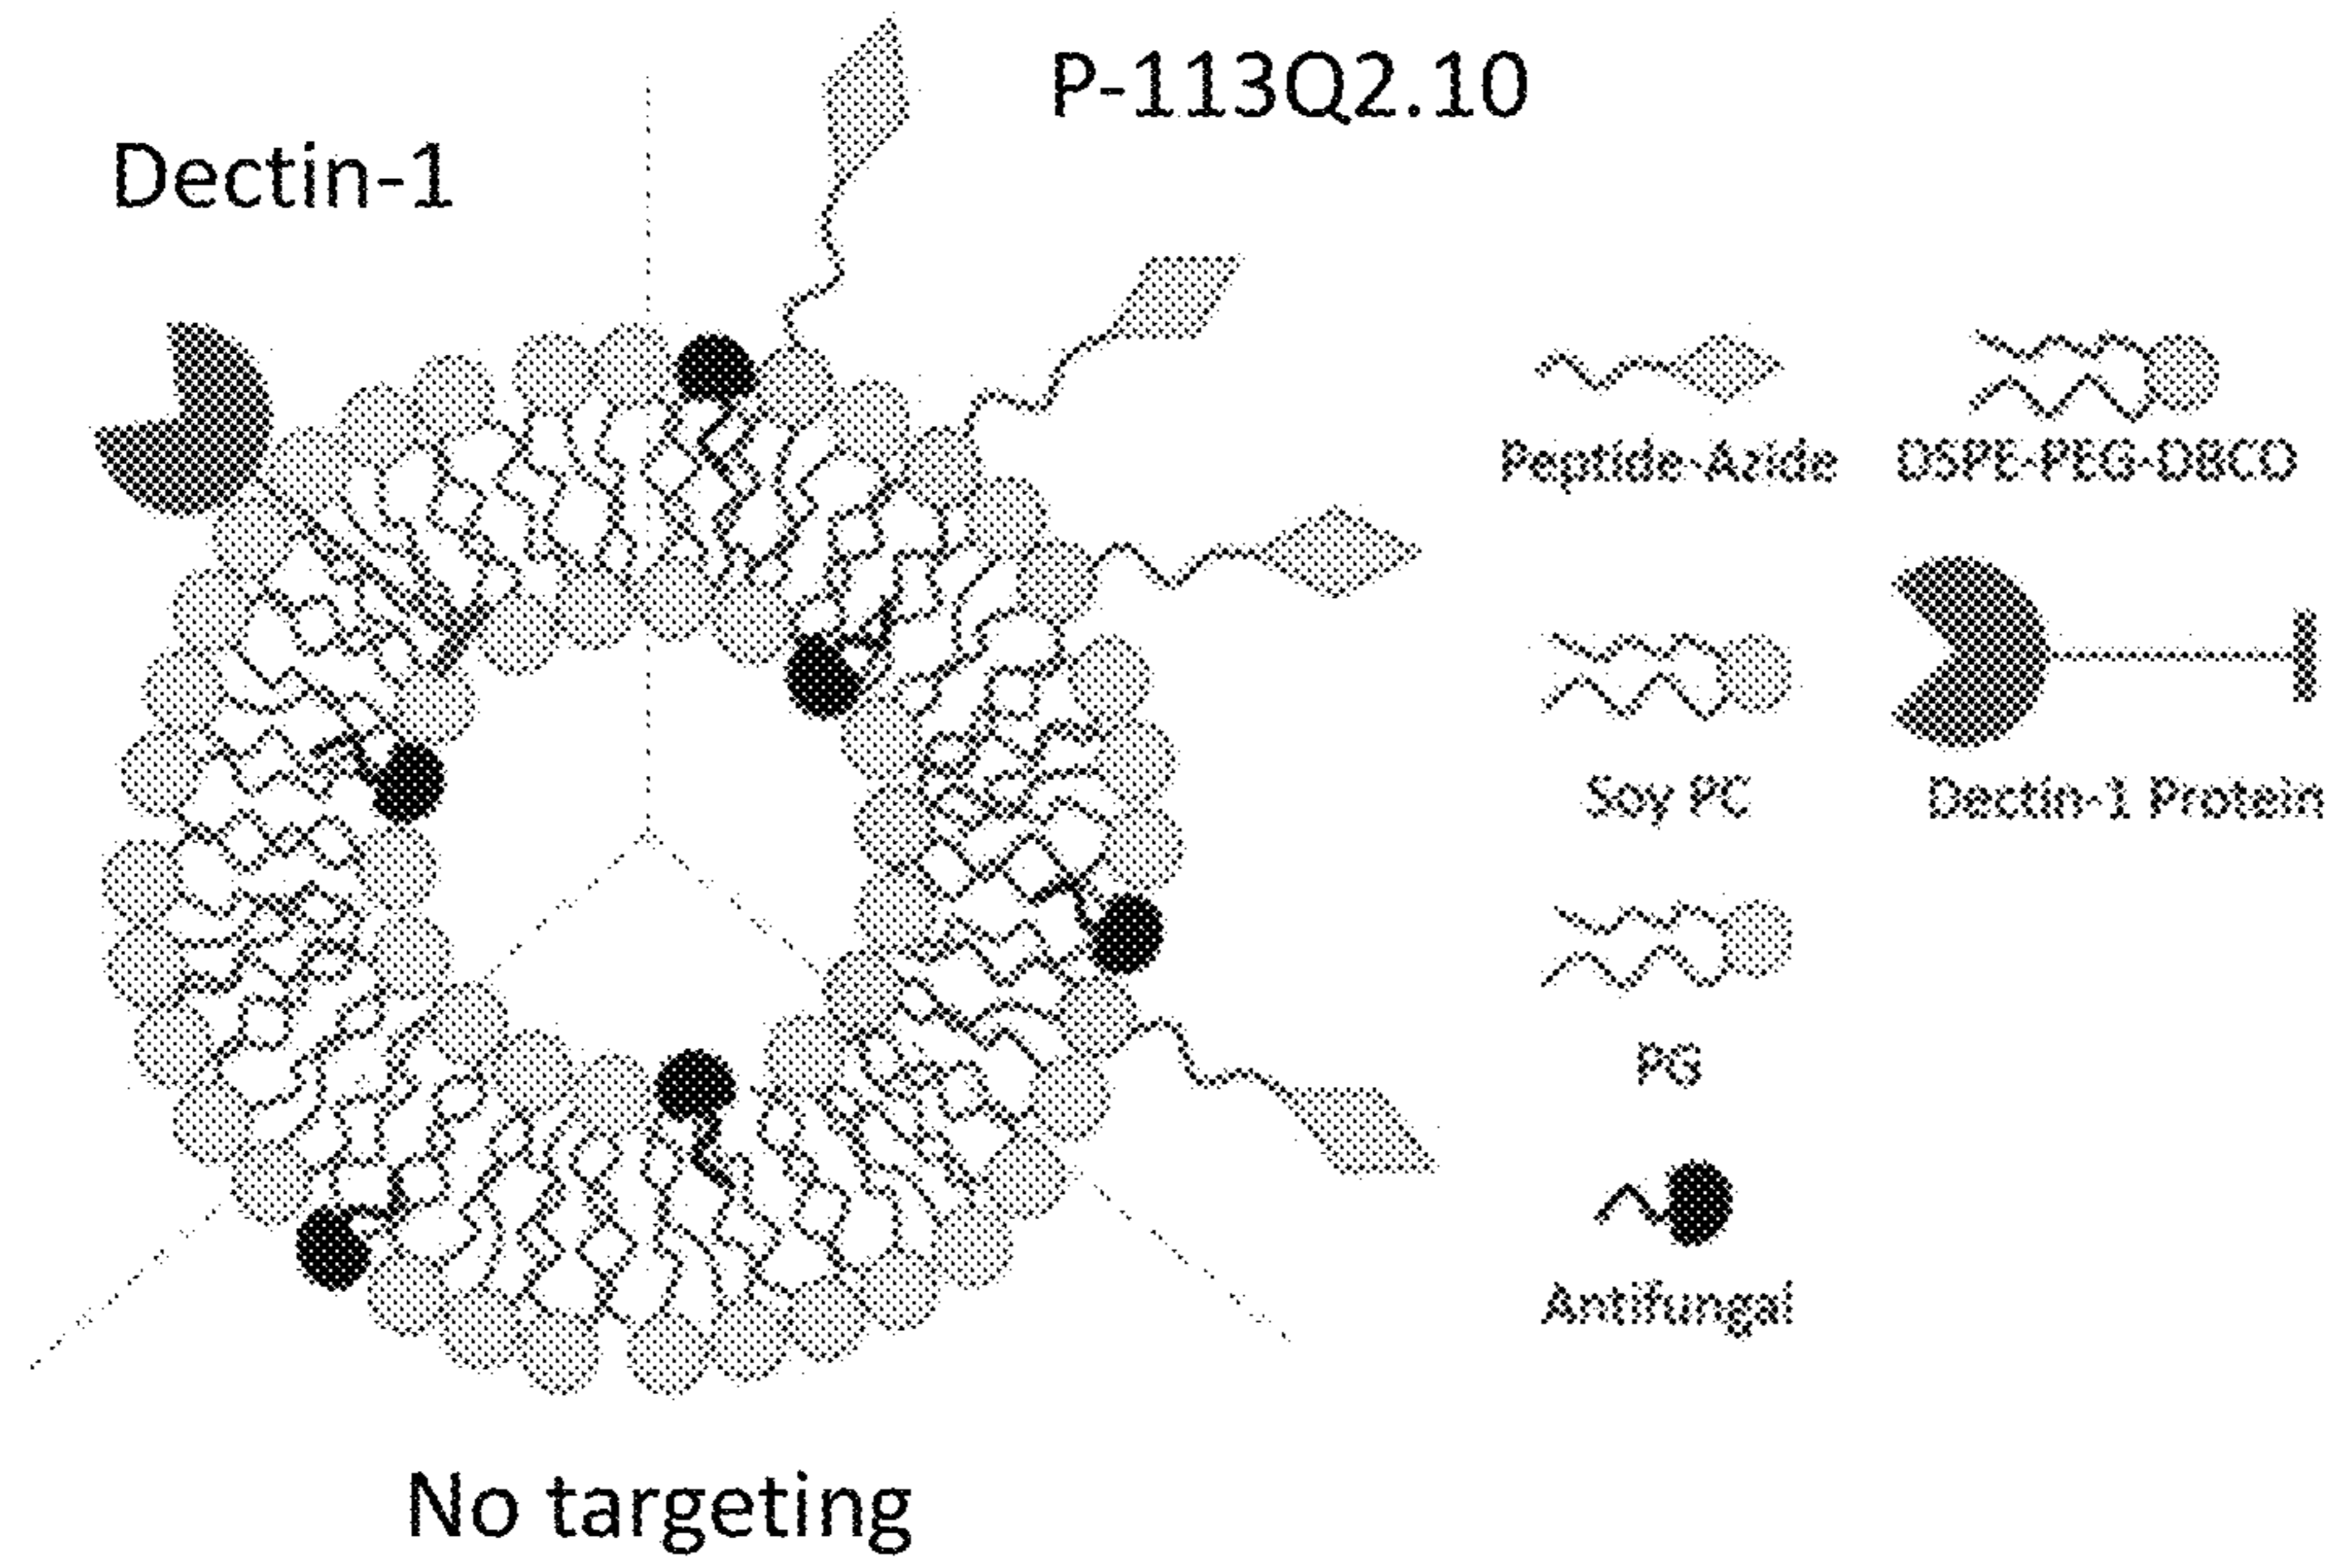 P-113Q2.10
Dectin-1
Peptide-Azide
DSPE-PEG-DBCO
Soy PC
Dectin-1 Protein
PG
Antifungal
No targeting